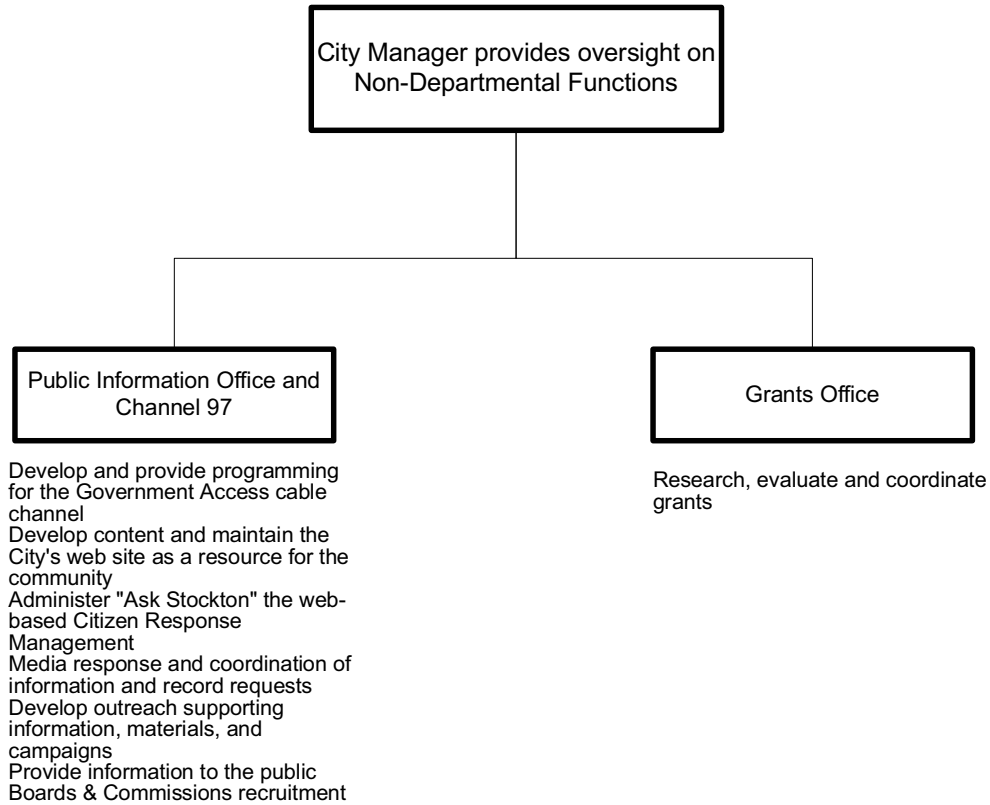 City Manager provides oversight on
Non-Departmental Functions
Public Information Office and
Channel 97
Develop and provide programming
for the Government Access cable
channel
Develop content and maintain the
City's web site as a resource for the
community
Administer "Ask Stockton" the web-
based Citizen Response
Management
Media response and coordination of
information and record requests
Develop outreach supporting
information, materials, and
campaigns
Provide information to the public
Boards & Commissions recruitment
Grants Office
Research, evaluate and coordinate
grants